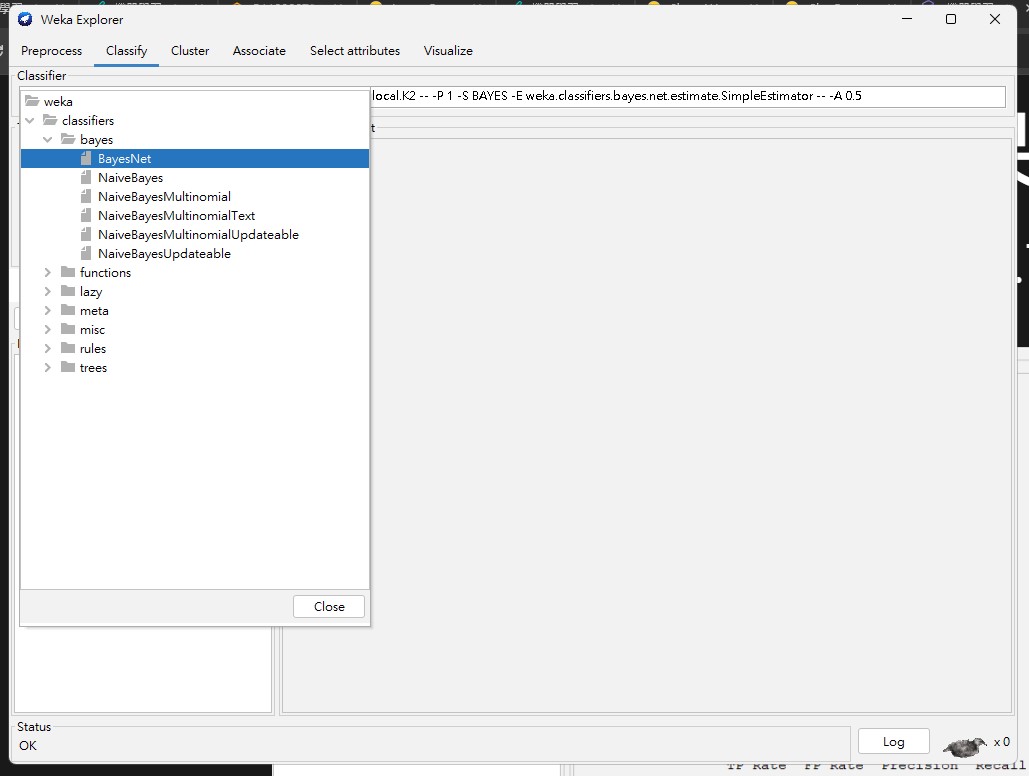 Weka Explorer
Preprocess Classify Cluster Associate Select attributes Visualize
Classifier
local.K2 -- -P 1 -S BAYES -E weka.classifiers.bayes.net.estimate.SimpleEstimator -- -A 0.5
weka
classifiers
bayes
BayesNet
NaiveBayes
NaiveBayesMultinomial
NaiveBayesMultinomialText
NaiveBayesMultinomialUpdateable
NaiveBayesUpdateable
functions
lazy
meta
misc
rules
trees
Close
Status
OK
Log
x 0
TP Rate FP Rate Precision Recall